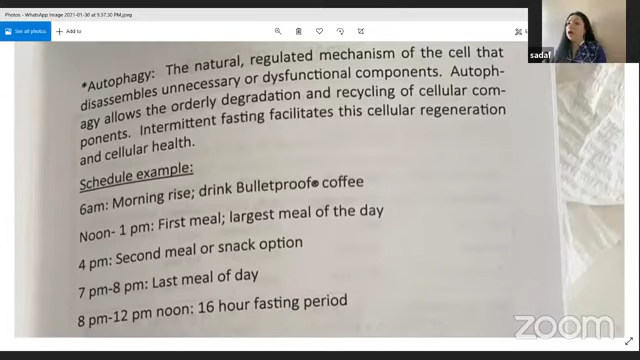 Photos - WhatsApp Image 2021-01-30 at 9.37.30 PM.jpeg
See all photos
+ Add to
sadaf
*Autophagy: The natural, regulated mechanism of the cell that
disassembles unnecessary or dysfunctional components. Autoph-
agy allows the orderly degradation and recycling of cellular com-
ponents. Intermittent fasting facilitates this cellular regeneration
and cellular health.
Schedule example:
6am: Morning rise; drink Bulletproof® coffee
Noon- 1 pm: First meal; largest meal of the day
4 pm: Second meal or snack option
7 pm-8 pm: Last meal of day
8 pm-12 pm noon: 16 hour fasting period
zoom